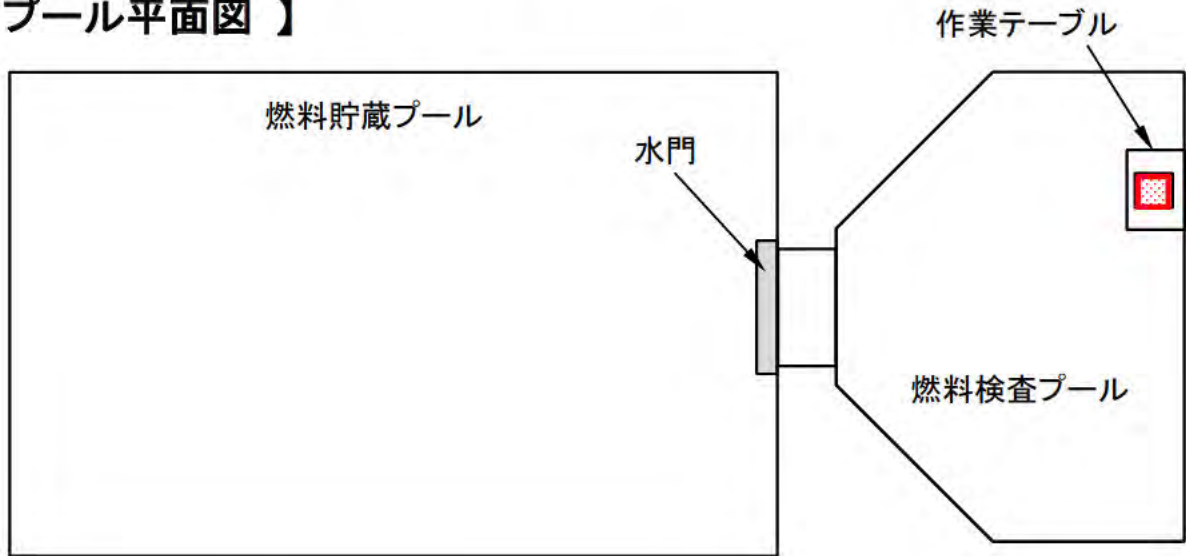 プール平面図 】
作業テーブル
燃料貯蔵プール
水門
燃料検査プール